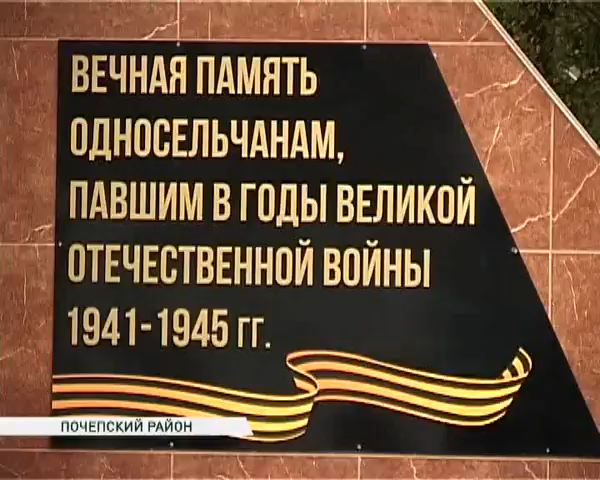 ВЕЧНАЯ ПАМЯТЬ
ОДНОСЕЛЬЧАНАМ,
ПАВШИМ В ГОДЫ ВЕЛИКОЙ
ОТЕЧЕСТВЕННОЙ ВОЙНЫ
1941-1945 гг.
ПОЧЕПСКИЙ РАЙОН